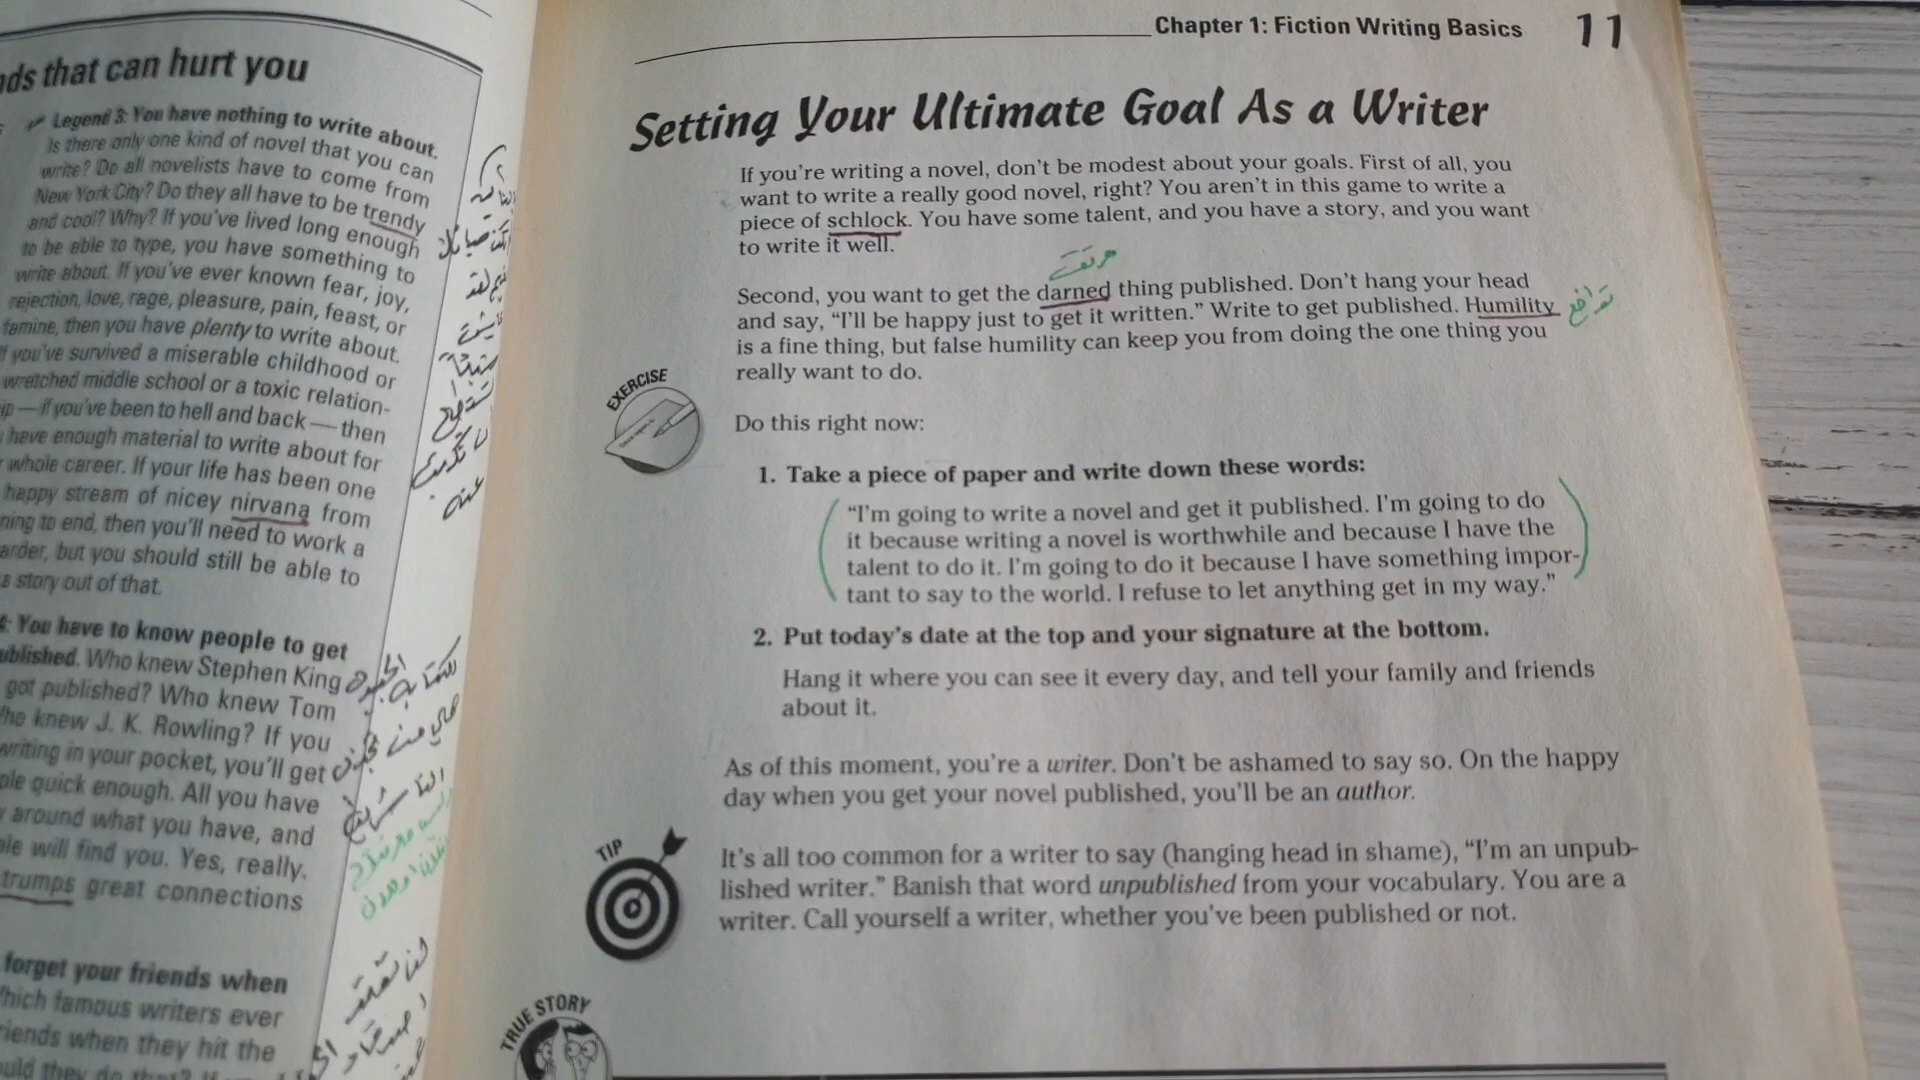 nds that can hurt you
Legend 3: You have nothing to write about.
Is there only one kind of novel that you can
write? Do all novelists have to come from
New York City? Do they all have to be trendy
and cool? Why? If you've lived long enough
to be able to type, you have something to
write about. If you've ever known fear, joy,
rejection, love, rage, pleasure, pain, feast, or
famine, then you have plenty to write about.
If you've survived a miserable childhood or
wretched middle school or a toxic relation-
ip—if you've been to hell and back—then
have enough material to write about for
whole career. If your life has been one
happy stream of nicey nirvana from
ning to end, then you'll need to work a
arder, but you should still be able to
a story out of that.
4: You have to know people to get
ublished. Who knew Stephen King
got published? Who knew Tom
ho knew J. K. Rowling? If you
writing in your pocket, you'll get
ple quick enough. All you have
around what you have, and
ple will find you. Yes, really.
trumps great connections
forget your friends when
hich famous writers ever
riends when they hit the
Chapter 1: Fiction Writing Basics 11
Setting Your Ultimate Goal As a Writer
If you're writing a novel, don't be modest about your goals. First of all, you
want to write a really good novel, right? You aren't in this game to write a
piece of schlock. You have some talent, and you have a story, and you want
to write it well.
Second, you want to get the darned thing published. Don't hang your head
and say, “I'll be happy just to get it written.” Write to get published. Humility تواضع
is a fine thing, but false humility can keep you from doing the one thing you
really want to do.
EXERCISE
Do this right now:
1. Take a piece of paper and write down these words:
“I'm going to write a novel and get it published. I'm going to do
it because writing a novel is worthwhile and because I have the
talent to do it. I'm going to do it because I have something impor-
tant to say to the world. I refuse to let anything get in my way.”
2. Put today's date at the top and your signature at the bottom.
Hang it where you can see it every day, and tell your family and friends
about it.
As of this moment, you're a writer. Don't be ashamed to say so. On the happy
day when you get your novel published, you'll be an author.
TIP
It's all too common for a writer to say (hanging head in shame), “I'm an unpub-
lished writer.” Banish that word unpublished from your vocabulary. You are a
writer. Call yourself a writer, whether you've been published or not.
TRUE STORY